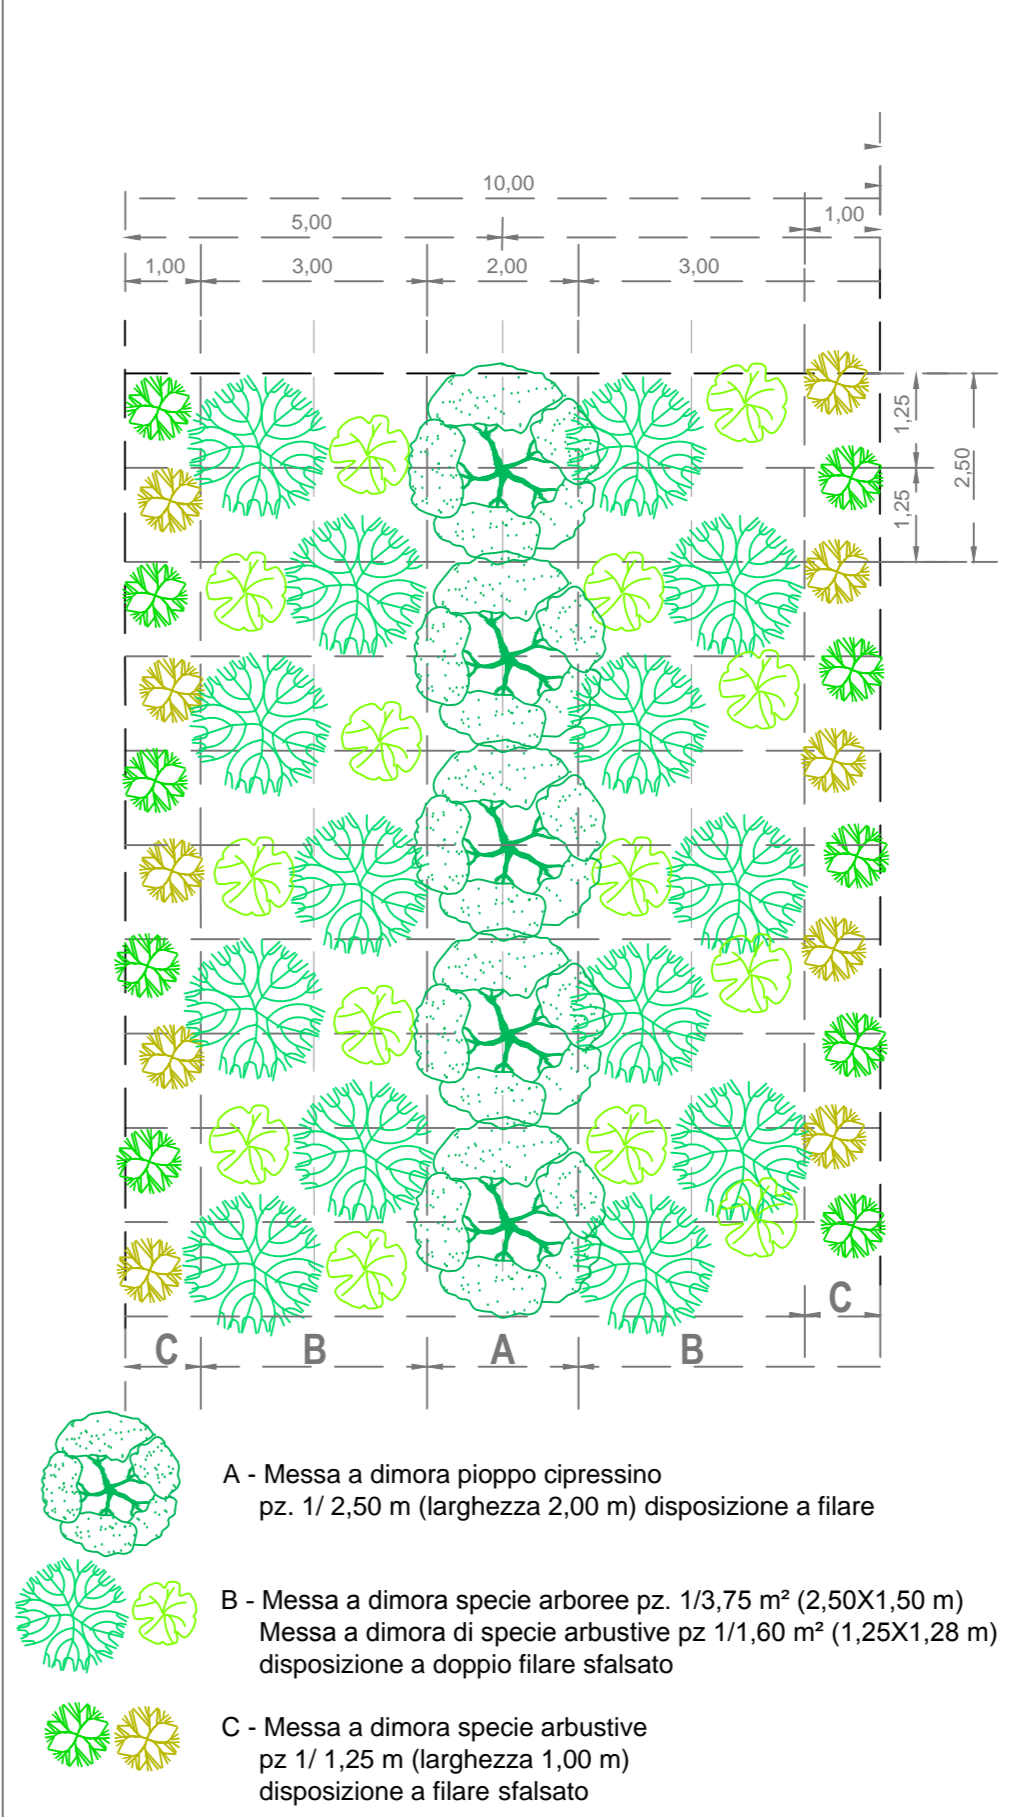 10,00
5,00
1,00
1,00
3,00
2,00
3,00
1,25
2,50
1,25
C
C
B
A
B
A - Messa a dimora pioppo cipressino
pz. 1/ 2,50 m (larghezza 2,00 m) disposizione a filare
B - Messa a dimora specie arboree pz. 1/3,75 m² (2,50X1,50 m)
Messa a dimora di specie arbustive pz 1/1,60 m² (1,25X1,28 m)
disposizione a doppio filare sfalsato
C - Messa a dimora specie arbustive
pz 1/ 1,25 m (larghezza 1,00 m)
disposizione a filare sfalsato